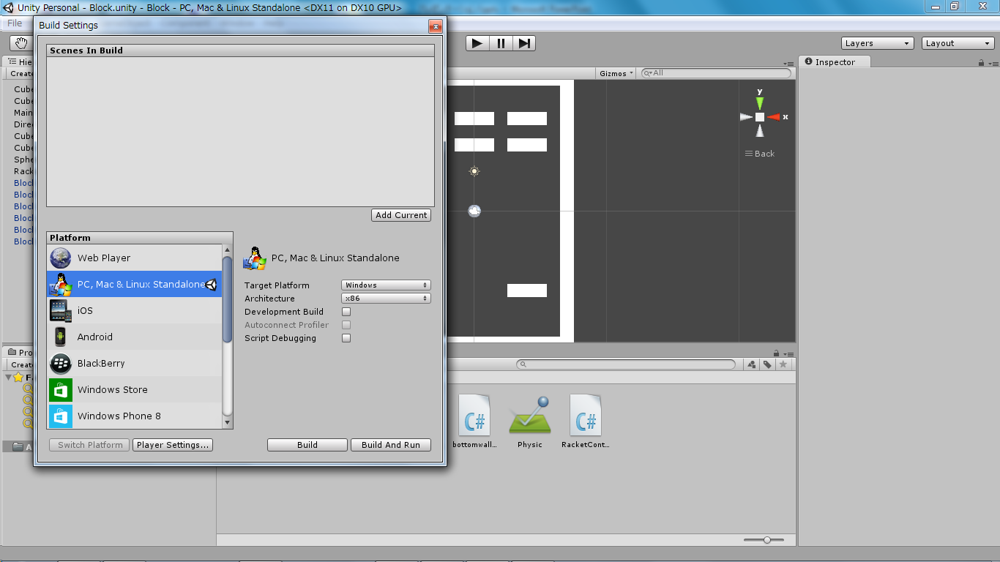 Unity Personal - Block.unity - Block - PC, Mac & Linux Standalone <DX11 on DX10 GPU>
File
Build Settings
Scenes In Build
Add Current
Platform
Web Player
PC, Mac & Linux Standalone
iOS
Android
BlackBerry
Windows Store
Windows Phone 8
Switch Platform
Player Settings...
PC, Mac & Linux Standalone
Target Platform
Windows
Architecture
x86
Development Build
Autoconnect Profiler
Script Debugging
Build
Build And Run
Layers
Layout
Hie
Create
Cube
Cube
Main
Direc
Cube
Cube
Sphe
Rack
Block
Block
Block
Block
Block
Block
Gizmos
All
y
x
Back
Inspector
Pro
Create
Fa
A
bottomwall...
Physic
RacketCont...
C#
C#